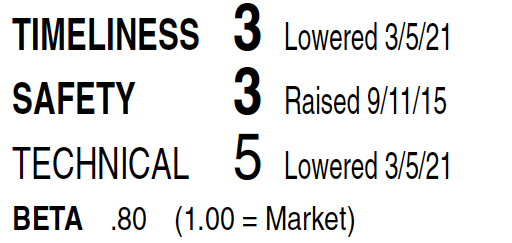 TIMELINESS 3 Lowered 3/5/21
SAFETY 3 Raised 9/11/15
TECHNICAL 5 Lowered 3/5/21
BETA .80 (1.00 = Market)